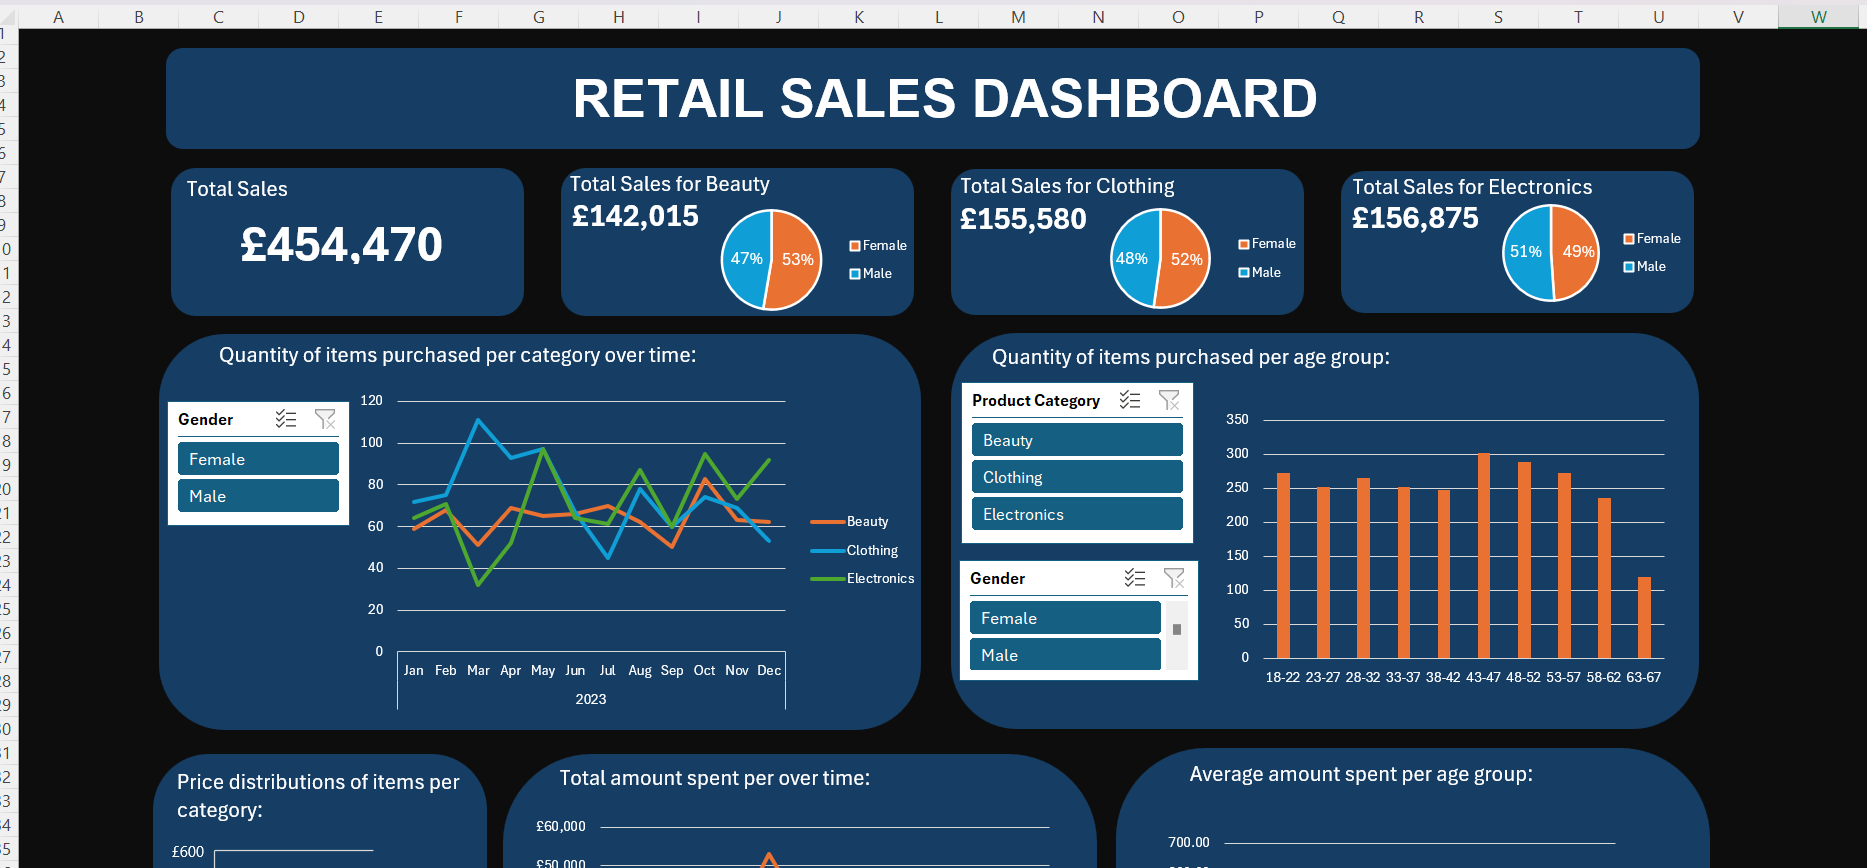 A B C D E F G H I J K L M N O P Q R S T U V W
RETAIL SALES DASHBOARD
Total Sales
£454,470
Total Sales for Beauty
£142,015
47% 53%
Female
Male
Total Sales for Clothing
£155,580
48% 52%
Female
Male
Total Sales for Electronics
£156,875
51% 49%
Female
Male
Quantity of items purchased per category over time:
Gender
Female
Male
120
100
80
60
40
20
0
Jan Feb Mar Apr May Jun Jul Aug Sep Oct Nov Dec
2023
Beauty
Clothing
Electronics
Quantity of items purchased per age group:
Product Category
Beauty
Clothing
Electronics
Gender
Female
Male
350
300
250
200
150
100
50
0
18-22 23-27 28-32 33-37 38-42 43-47 48-52 53-57 58-62 63-67
Price distributions of items per
category:
£600
Total amount spent per over time:
£60,000
£50,000
Average amount spent per age group:
700.00